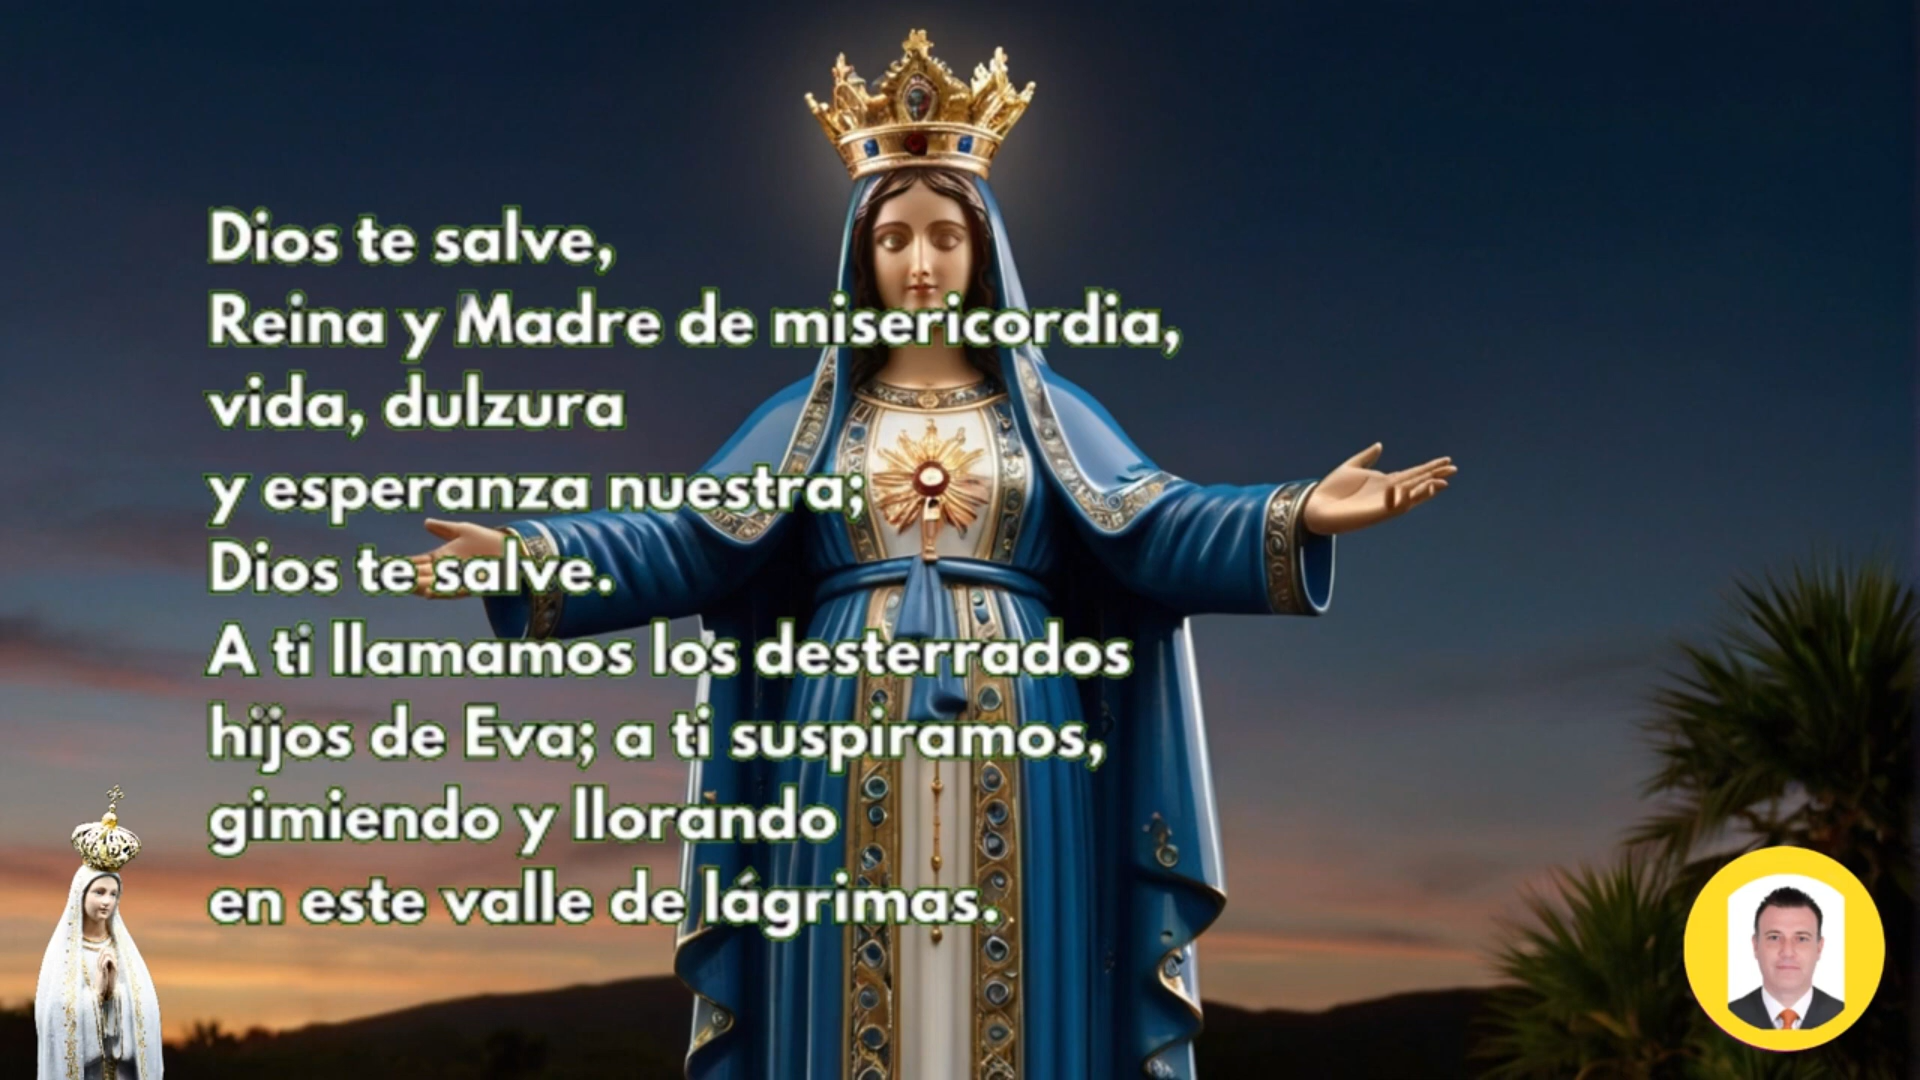 Dios te salve,
Reina y Madre de misericordia,
vida, dulzura
y esperanza nuestra;
Dios te salve.
A ti llamamos los desterrados
hijos de Eva; a ti suspiramos,
gimiendo y llorando
en este valle de lágrimas.